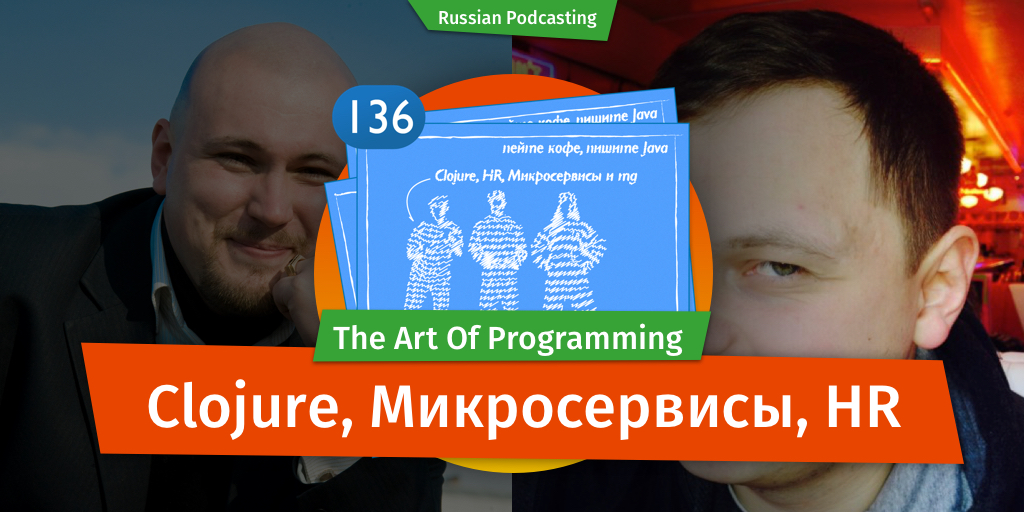 Russian Podcasting
136
кофе, пишите Java
пейте кофе, пишите Java
Clojure, HR, Микросервисы и тд
The Art Of Programming
Clojure, Микросервисы, HR